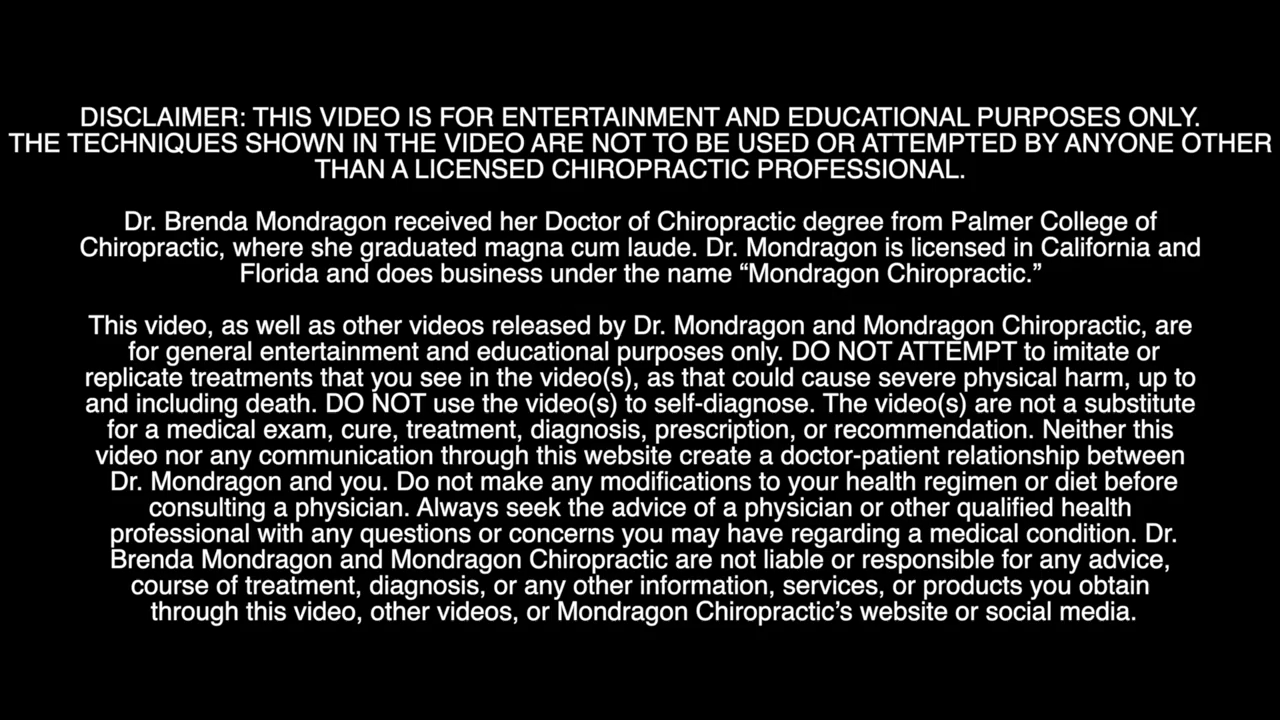 DISCLAIMER: THIS VIDEO IS FOR ENTERTAINMENT AND EDUCATIONAL PURPOSES ONLY.
THE TECHNIQUES SHOWN IN THE VIDEO ARE NOT TO BE USED OR ATTEMPTED BY ANYONE OTHER
THAN A LICENSED CHIROPRACTIC PROFESSIONAL.
Dr. Brenda Mondragon received her Doctor of Chiropractic degree from Palmer College of
Chiropractic, where she graduated magna cum laude. Dr. Mondragon is licensed in California and
Florida and does business under the name “Mondragon Chiropractic.”
This video, as well as other videos released by Dr. Mondragon and Mondragon Chiropractic, are
for general entertainment and educational purposes only. DO NOT ATTEMPT to imitate or
replicate treatments that you see in the video(s), as that could cause severe physical harm, up to
and including death. DO NOT use the video(s) to self-diagnose. The video(s) are not a substitute
for a medical exam, cure, treatment, diagnosis, prescription, or recommendation. Neither this
video nor any communication through this website create a doctor-patient relationship between
Dr. Mondragon and you. Do not make any modifications to your health regimen or diet before
consulting a physician. Always seek the advice of a physician or other qualified health
professional with any questions or concerns you may have regarding a medical condition. Dr.
Brenda Mondragon and Mondragon Chiropractic are not liable or responsible for any advice,
course of treatment, diagnosis, or any other information, services, or products you obtain
through this video, other videos, or Mondragon Chiropractic’s website or social media.